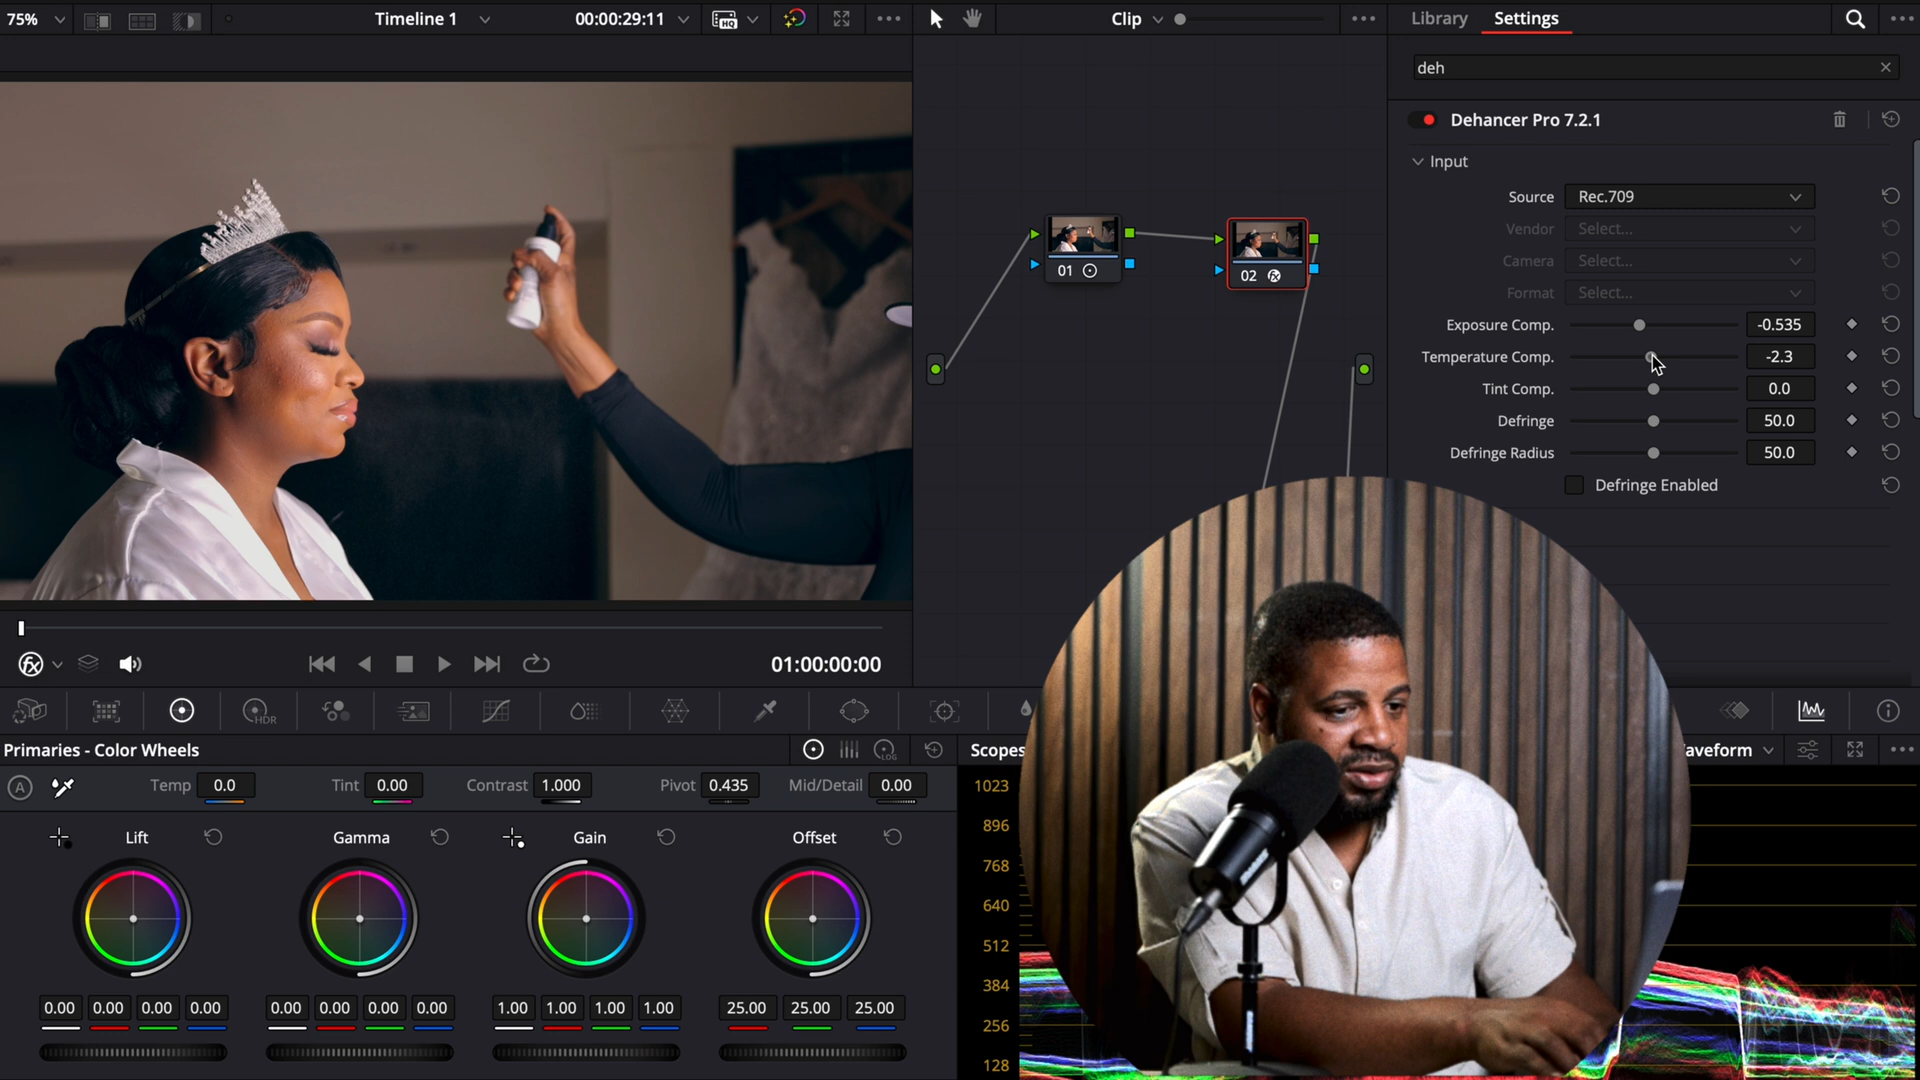 75%
Timeline 1
00:00:29:11
HQ
Clip
Library
Settings
deh
Dehancer Pro 7.2.1
Input
Source
Rec.709
Vendor
Select...
Camera
Select...
Format
Select...
Exposure Comp.
-0.535
Temperature Comp.
-2.3
Tint Comp.
0.0
Defringe
50.0
Defringe Radius
50.0
Defringe Enabled
01
02
fx
01:00:00:00
HDR
Primaries - Color Wheels
LOG
Scopes
aveform
A
Temp
0.0
Tint
0.00
Contrast
1.000
Pivot
0.435
Mid/Detail
0.00
Lift
Gamma
Gain
Offset
0.00 0.00 0.00 0.00
0.00 0.00 0.00 0.00
1.00 1.00 1.00 1.00
25.00 25.00 25.00
1023
896
768
640
512
384
256
128